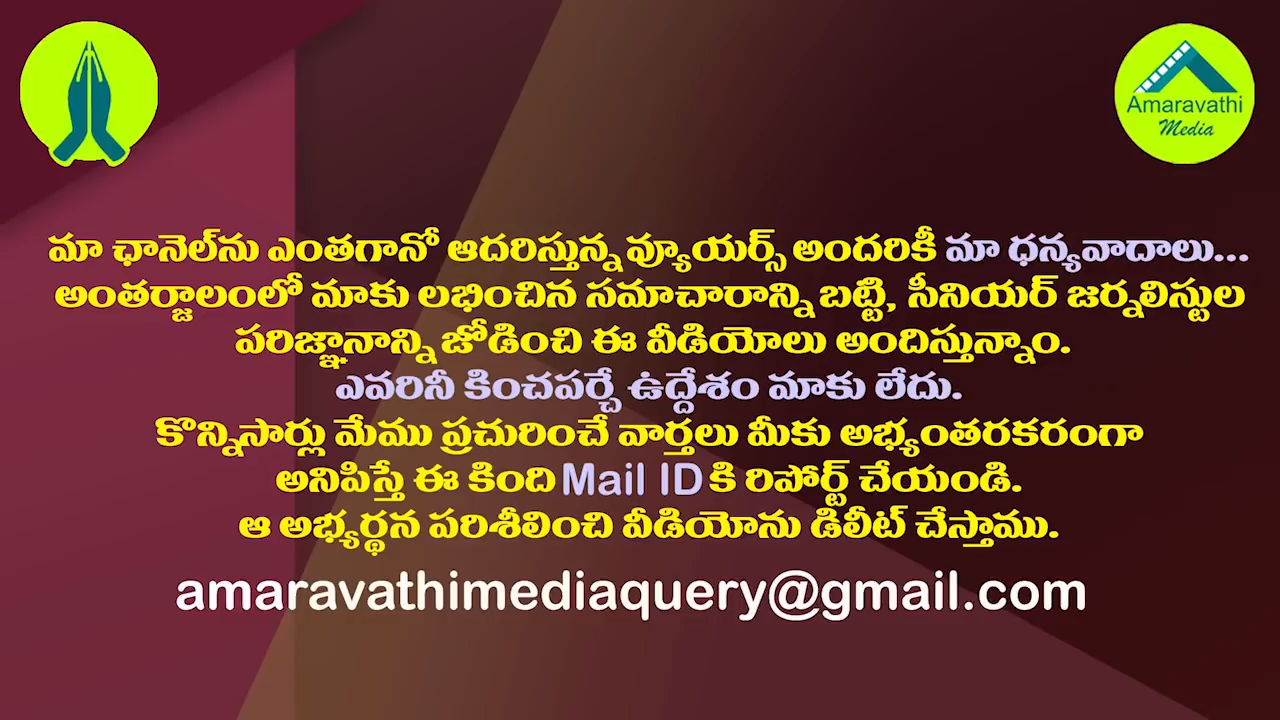 Amaravathi
Media
మా ఛానెల్‌ను ఎంతగానో ఆదరిస్తున్న వ్యూయర్స్ అందరికీ మా ధన్యవాదాలు...
అంతర్జాలంలో మాకు లభించిన సమాచారాన్ని బట్టి, సీనియర్ జర్నలిస్టుల
పరిజ్ఞానాన్ని జోడించి ఈ వీడియోలు అందిస్తున్నాం.
ఎవరినీ కించపర్చే ఉద్దేశం మాకు లేదు.
కొన్నిసార్లు మేము ప్రచురించే వార్తలు మీకు అభ్యంతరకరంగా
అనిపిస్తే ఈ కింది Mail ID కి రిపోర్ట్ చేయండి.
ఆ అభ్యర్థన పరిశీలించి వీడియోను డిలీట్ చేస్తాము.
amaravathimediaquery@gmail.com